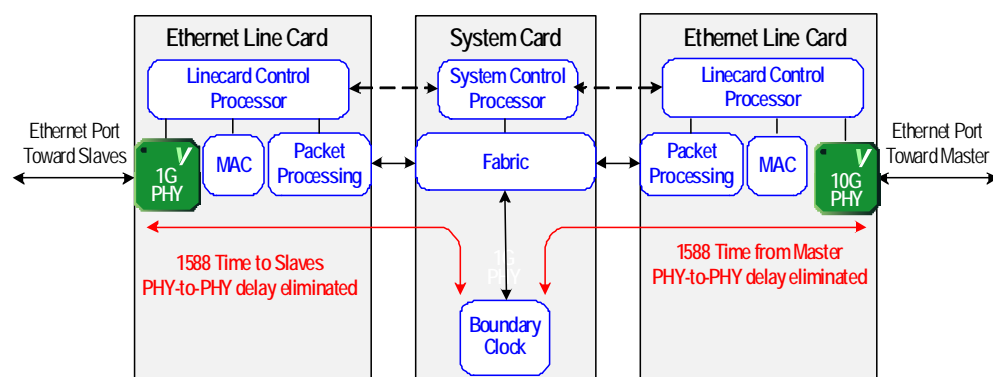 Ethernet Line Card
System Card
Ethernet Line Card
Linecard Control
Processor
System Control
Processor
Linecard Control
Processor
Ethernet Port
Toward Slaves
V
1G
PHY
MAC
Packet
Processing
Fabric
Packet
Processing
MAC
V
10G
PHY
Ethernet Port
Toward Master
1588 Time to Slaves
PHY-to-PHY delay eliminated
1G
PHY
1588 Time from Master
PHY-to-PHY delay eliminated
Boundary
Clock